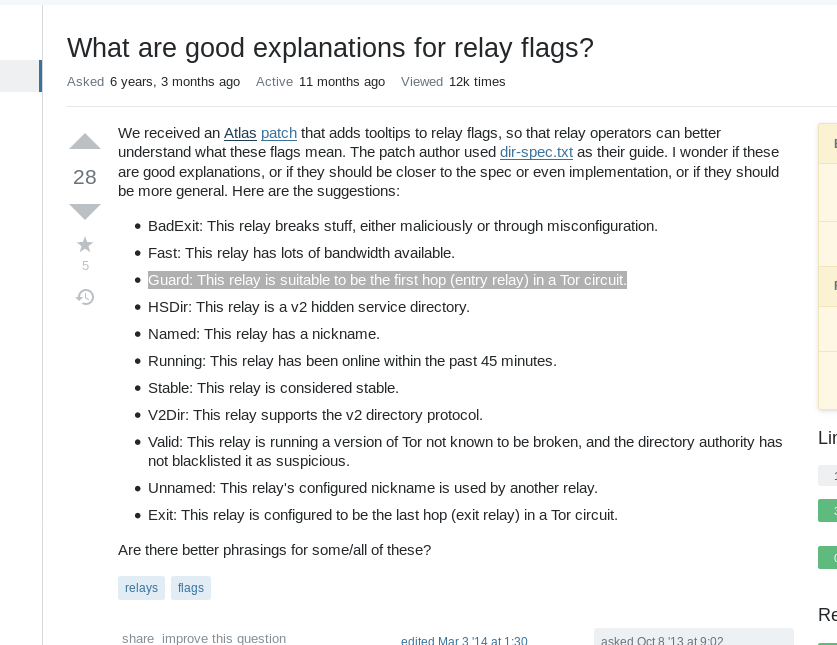 What are good explanations for relay flags?
Asked 6 years, 3 months ago Active 11 months ago Viewed 12k times
We received an Atlas patch that adds tooltips to relay flags, so that relay operators can better
understand what these flags mean. The patch author used dir-spec.txt as their guide. I wonder if these
are good explanations, or if they should be closer to the spec or even implementation, or if they should
be more general. Here are the suggestions:
28
5
• BadExit: This relay breaks stuff, either maliciously or through misconfiguration.
• Fast: This relay has lots of bandwidth available.
• Guard: This relay is suitable to be the first hop (entry relay) in a Tor circuit.
• HSDir: This relay is a v2 hidden service directory.
• Named: This relay has a nickname.
• Running: This relay has been online within the past 45 minutes.
• Stable: This relay is considered stable.
• V2Dir: This relay supports the v2 directory protocol.
• Valid: This relay is running a version of Tor not known to be broken, and the directory authority has
not blacklisted it as suspicious.
• Unnamed: This relay's configured nickname is used by another relay.
• Exit: This relay is configured to be the last hop (exit relay) in a Tor circuit.
Are there better phrasings for some/all of these?
relays flags
share improve this question
edited Mar 3 '14 at 1:30
asked Oct 8 '13 at 9:02